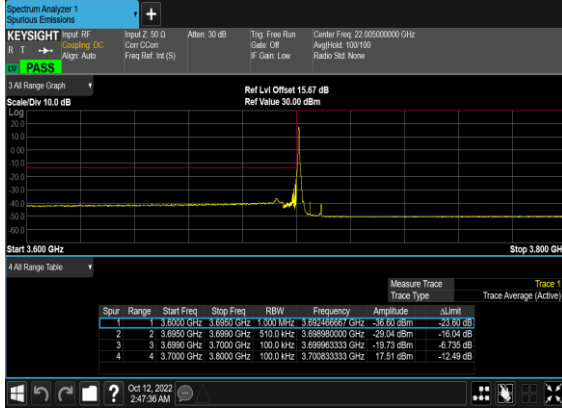 Spectrum Analyzer 1
Spurious Emissions
+
KEYSIGHT Input: RF Input Z: 50 Ω Atten: 30 dB Trig: Free Run Center Freq: 22.005000000 GHz
R T Coupling: DC Corr CCorr Gate: Off Avg|Hold: 100/100
Align: Auto Freq Ref: Int (S) IF Gain: Low Radio Std: None
PASS
3 All Range Graph
Ref Lvl Offset 15.67 dB
Scale/Div 10.0 dB Ref Value 30.00 dBm
Log
20.0
10.0
0.00
-10.0
-20.0
-30.0
-40.0
-50.0
-60.0
Start 3.600 GHz Stop 3.800 GH
4 All Range Table
Measure Trace Trace 1
Trace Type Trace Average (Active)
Spur Range Start Freq Stop Freq RBW Frequency Amplitude ΔLimit
1 1 3.6000 GHz 3.6950 GHz 1.000 MHz 3.692466667 GHz -36.60 dBm -23.60 dB
2 2 3.6950 GHz 3.6990 GHz 510.0 kHz 3.698980000 GHz -29.04 dBm -16.04 dB
3 3 3.6990 GHz 3.7000 GHz 100.0 kHz 3.699963333 GHz -19.73 dBm -6.735 dB
4 4 3.7000 GHz 3.8000 GHz 100.0 kHz 3.700833333 GHz 17.51 dBm -12.49 dB
? Oct 12, 2022
2:47:36 AM